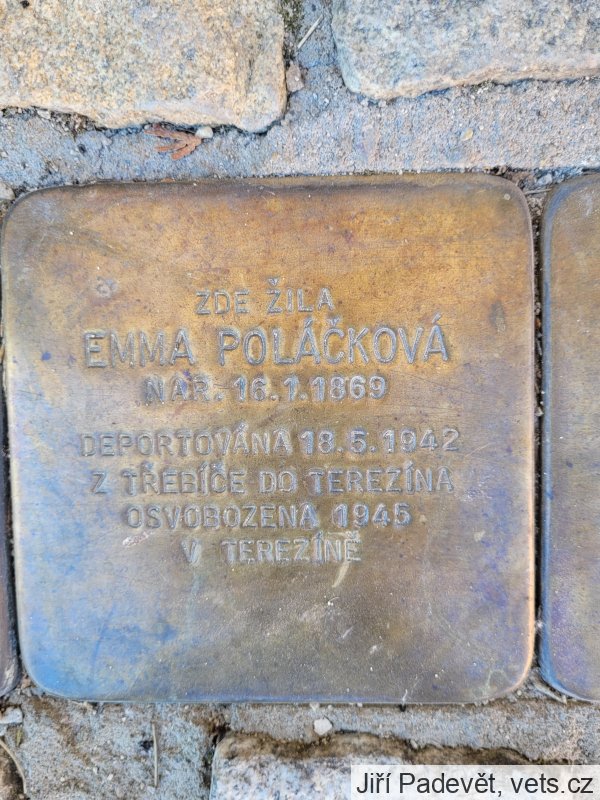 ZDE ŽILA
EMMA POLÁČKOVÁ
NAR. 16.1.1869
DEPORTOVÁNA 18.5.1942
Z TŘEBÍČE DO TEREZÍNA
OSVOBOZENA 1945
V TEREZÍNĚ
Jiří Padevět, vets.cz